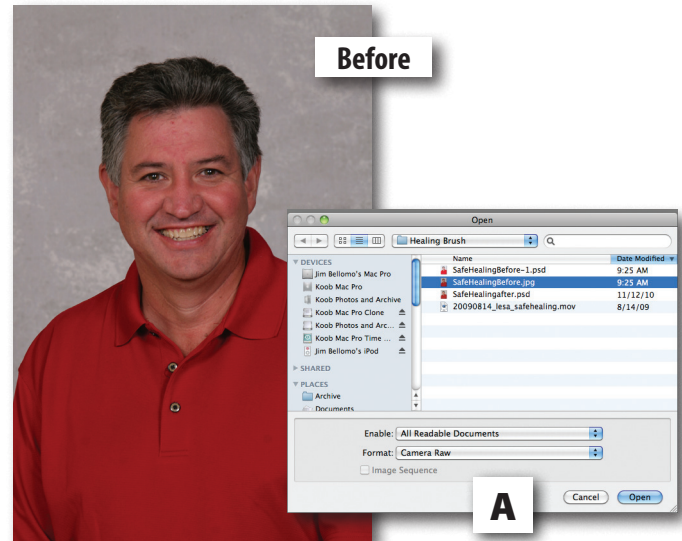 Before
Open
Healing Brush
Name
Date Modified
DEVICES
Jim Bellomo's Mac Pro
Koob Mac Pro
Koob Photos and Archive
Koob Mac Pro Clone
Koob Photos and Arc...
Koob Mac Pro Time ...
Jim Bellomo's iPod
SHARED
PLACES
Archive
Documents
SafeHealingBefore-1.psd 9:25 AM
SafeHealingBefore.jpg 9:25 AM
SafeHealingafter.psd 11/12/10
20090814_lesa_safehealing.mov 8/14/09
Enable: All Readable Documents
Format: Camera Raw
Image Sequence
Cancel Open
A